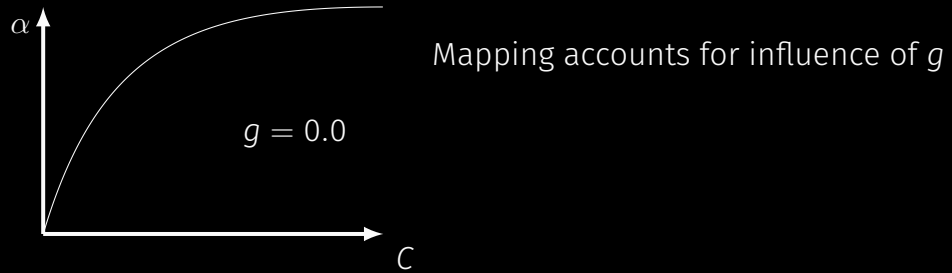 α
Mapping accounts for influence of g
g = 0.0
C